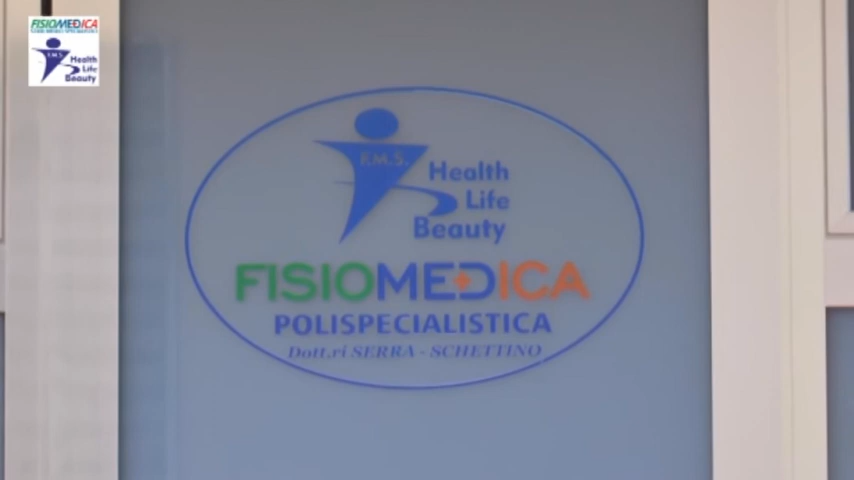 FISIOMEDICA
F.M.S.
Health
Life
Beauty
F.M.S.
Health
Life
Beauty
FISIOMEDICA
POLISPECIALISTICA
Dott.ri SERRA - SCHETTINO